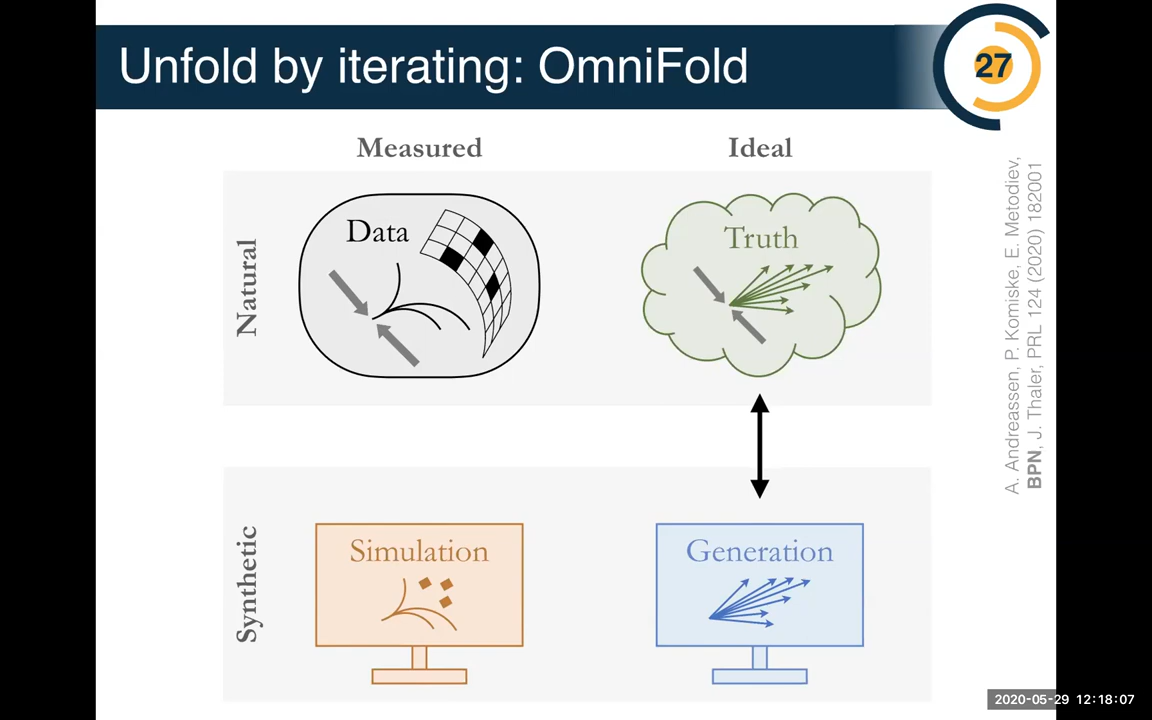 Unfold by iterating: OmniFold
27
Measured
Ideal
Natural
Data
Truth
A. Andreassen, P. Komiske, E. Metodiev,
BPN, J. Thaler, PRL 124 (2020) 182001
Synthetic
Simulation
Generation
2020-05-29 12:18:07